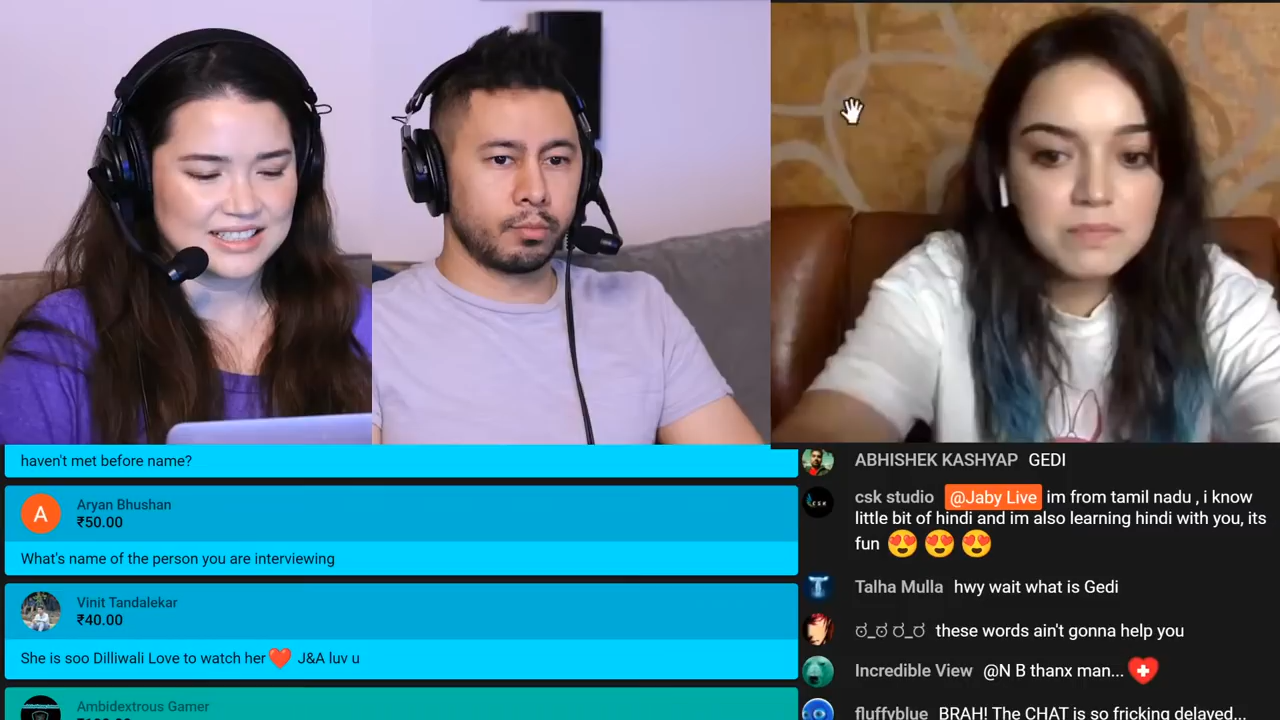 haven't met before name?
A
Aryan Bhushan
₹50.00
What's name of the person you are interviewing
Vinit Tandalekar
₹40.00
She is soo Dilliwali Love to watch her❤️ J&A luv u
Ambidextrous Gamer
ABHISHEK KASHYAP GEDI
csk studio @Jaby Live im from tamil nadu , i know
little bit of hindi and im also learning hindi with you, its
fun 😍 😍 😍
Talha Mulla hwy wait what is Gedi
ಠ_ಠ ಠ_ಠ these words ain't gonna help you
Incredible View @N B thanx man...
fluffyblue BRAH! The CHAT is so fricking delayed...